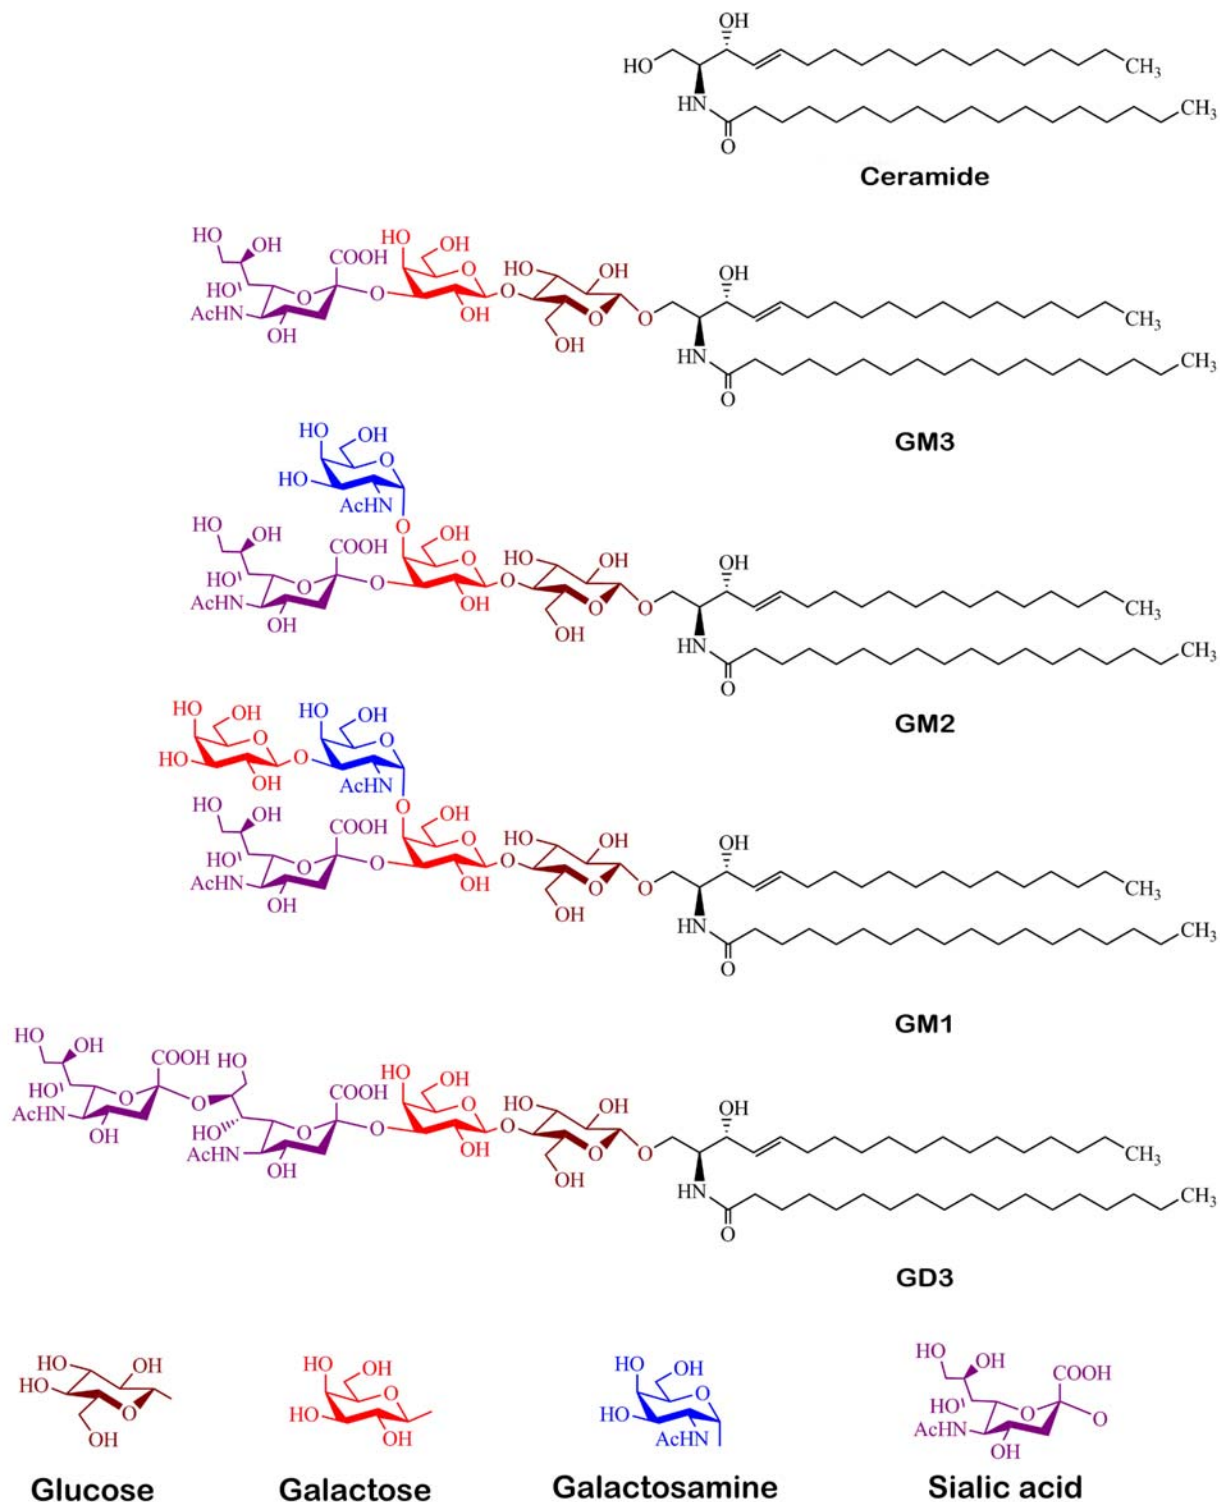 OH
HO
CH3
HN
CH3
O
Ceramide
HO OH COOH HO OH
O O HO OH OH
HO O O O O
AcHN OH OH O CH3
OH HN CH3
O
GM3
HO OH
O
HO
AcHN
HO OH COOH O OH
O O HO OH OH
HO O O O O
AcHN OH OH O CH3
OH HN CH3
O
GM2
HO OH HO OH
O O
HO O
OH AcHN
HO OH COOH O OH
O O HO OH OH
HO O O O O
AcHN OH OH O CH3
OH HN CH3
O
GM1
HO OH COOH HO COOH HO OH
O O O HO OH OH
HO O HO O O O O
AcHN OH AcHN OH OH O CH3
OH HN CH3
O
GD3
HO OH HO OH HO OH HO OH COOH
HO O O O O
O HO OH HO AcHN HO O
OH AcHN OH
Glucose Galactose Galactosamine Sialic acid